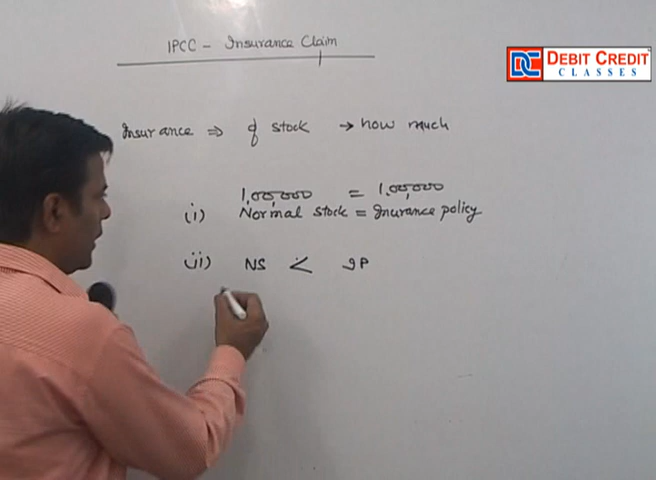 IPCC - Insurance Claim
DEBIT CREDIT
CLASSES
Insurance ⇒ of stock → how much
1,00,000 = 1,00,000
(i) Normal stock = Insurance policy
(ii) NS < IP